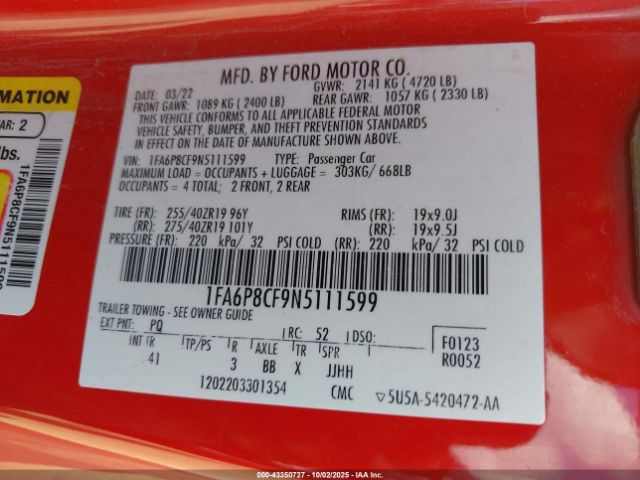 MFG. BY FORD MOTOR CO.
DATE: 03/22 GVWR: 2141 KG ( 4720 LB)
FRONT GAWR: 1089 KG ( 2400 LB) REAR GAWR: 1057 KG ( 2330 LB)
THIS VEHICLE CONFORMS TO ALL APPLICABLE FEDERAL MOTOR
VEHICLE SAFETY, BUMPER, AND THEFT PREVENTION STANDARDS
IN EFFECT ON THE DATE OF MANUFACTURE SHOWN ABOVE.
VIN: 1FA6P8CF9N5111599 TYPE: Passenger Car
MAXIMUM LOAD = OCCUPANTS + LUGGAGE = 303KG/ 668LB
OCCUPANTS = 4 TOTAL; 2 FRONT, 2 REAR
TIRE (FR): 255/40ZR19 96Y RIMS (FR): 19x9.0J
(RR): 275/40ZR19 101Y (RR): 19x9.5J
PRESSURE (FR): 220 kPa/ 32 PSI COLD (RR): 220 kPa/ 32 PSI COLD
1FA6P8CF9N5111599
TRAILER TOWING - SEE OWNER GUIDE
EXT PNT: PQ RC: 52 DSO:
INT FR TP/PS R AXLE TR SPR
41 3 BB X JJHH
F0123
R0052
1202203301354 CMC 5U5A-5420472-AA
RMATION
AR: 2
lbs.
1FA6P8CF9N5111599
000-43350727 - 10/02/2025 - IAAI.COM